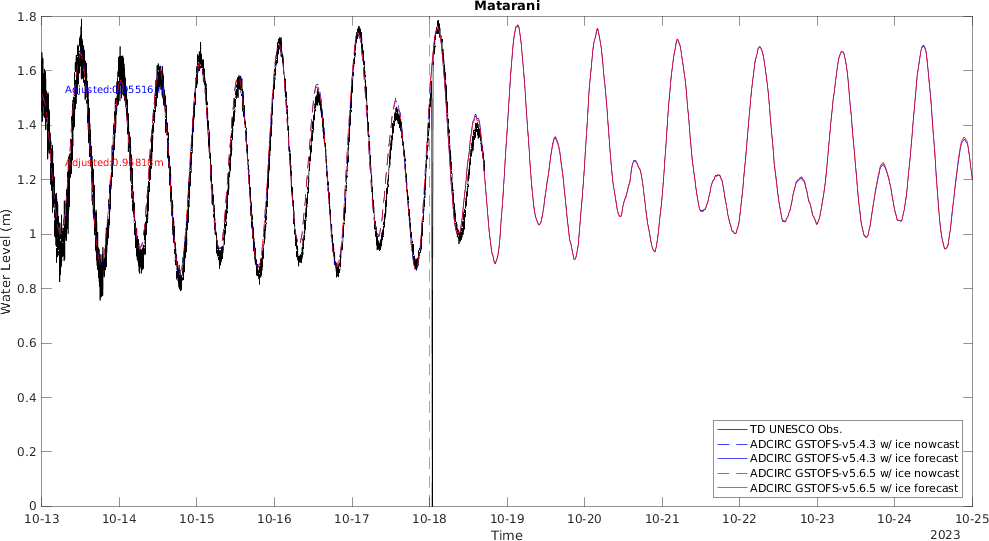 Matarani
1.8
1.6
1.4
1.2
1
0.8
0.6
0.4
0.2
0
Water Level (m)
TD UNESCO Obs.
ADCIRC GSTOFS-v5.4.3 w/ ice nowcast
ADCIRC GSTOFS-v5.4.3 w/ ice forecast
ADCIRC GSTOFS-v5.6.5 w/ ice nowcast
ADCIRC GSTOFS-v5.6.5 w/ ice forecast
10-13 10-14 10-15 10-16 10-17 10-18 10-19 10-20 10-21 10-22 10-23 10-24 10-25
Time
2023